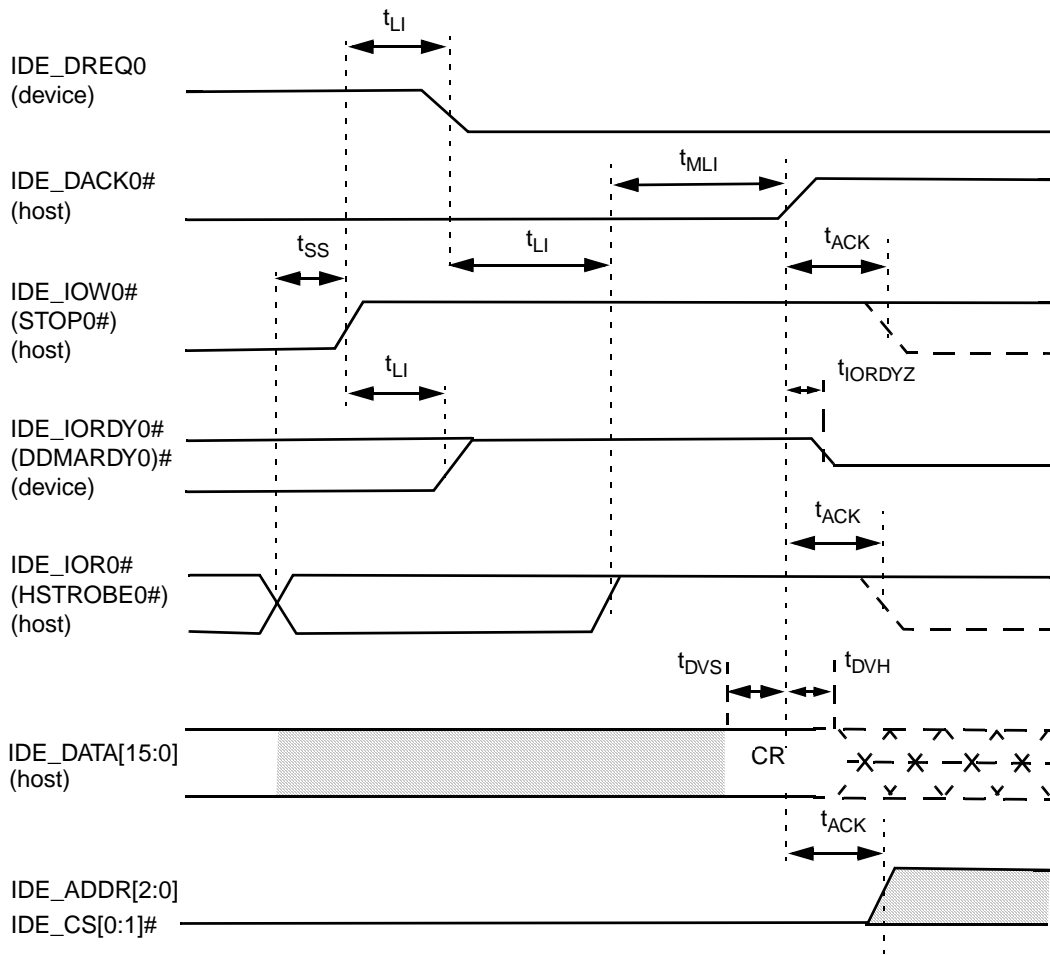 tLI
IDE_DREQ0
(device)
tMLI
IDE_DACK0#
(host)
tSS
tLI
tACK
IDE_IOW0#
(STOP0#)
(host)
tLI
tIORDYZ
IDE_IORDY0#
(DDMARDY0)#
(device)
tACK
IDE_IOR0#
(HSTROBE0#)
(host)
tDVS
tDVH
IDE_DATA[15:0]
(host)
CR
tACK
IDE_ADDR[2:0]
IDE_CS[0:1]#